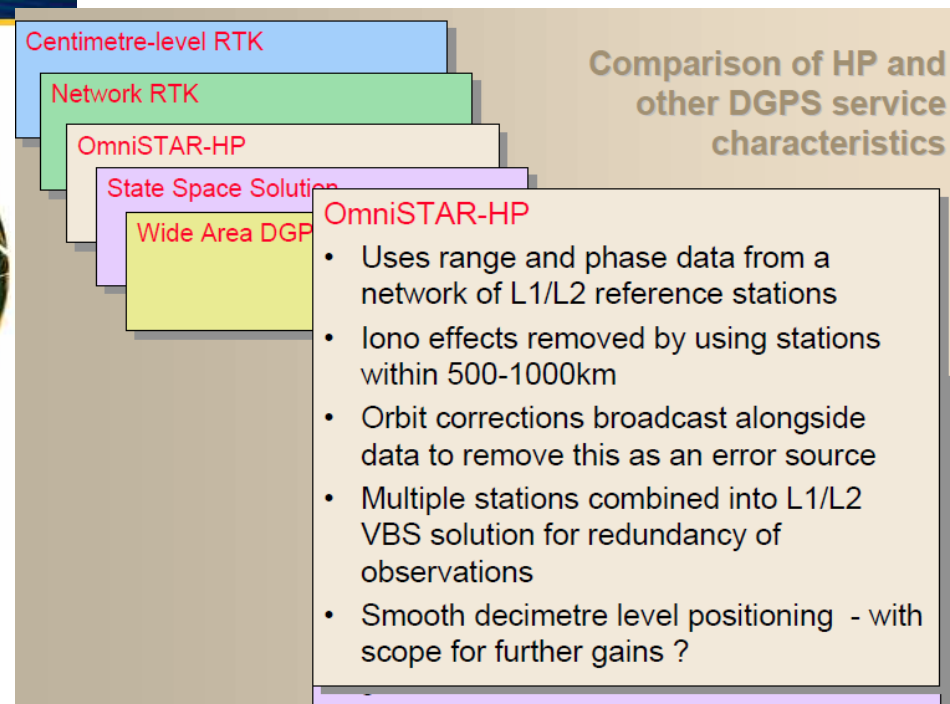 Centimetre-level RTK
Network RTK
OmniSTAR-HP
State Space Solution
Wide Area DGP
Comparison of HP and
other DGPS service
characteristics
OmniSTAR-HP
• Uses range and phase data from a
network of L1/L2 reference stations
• Iono effects removed by using stations
within 500-1000km
• Orbit corrections broadcast alongside
data to remove this as an error source
• Multiple stations combined into L1/L2
VBS solution for redundancy of
observations
• Smooth decimetre level positioning - with
scope for further gains ?